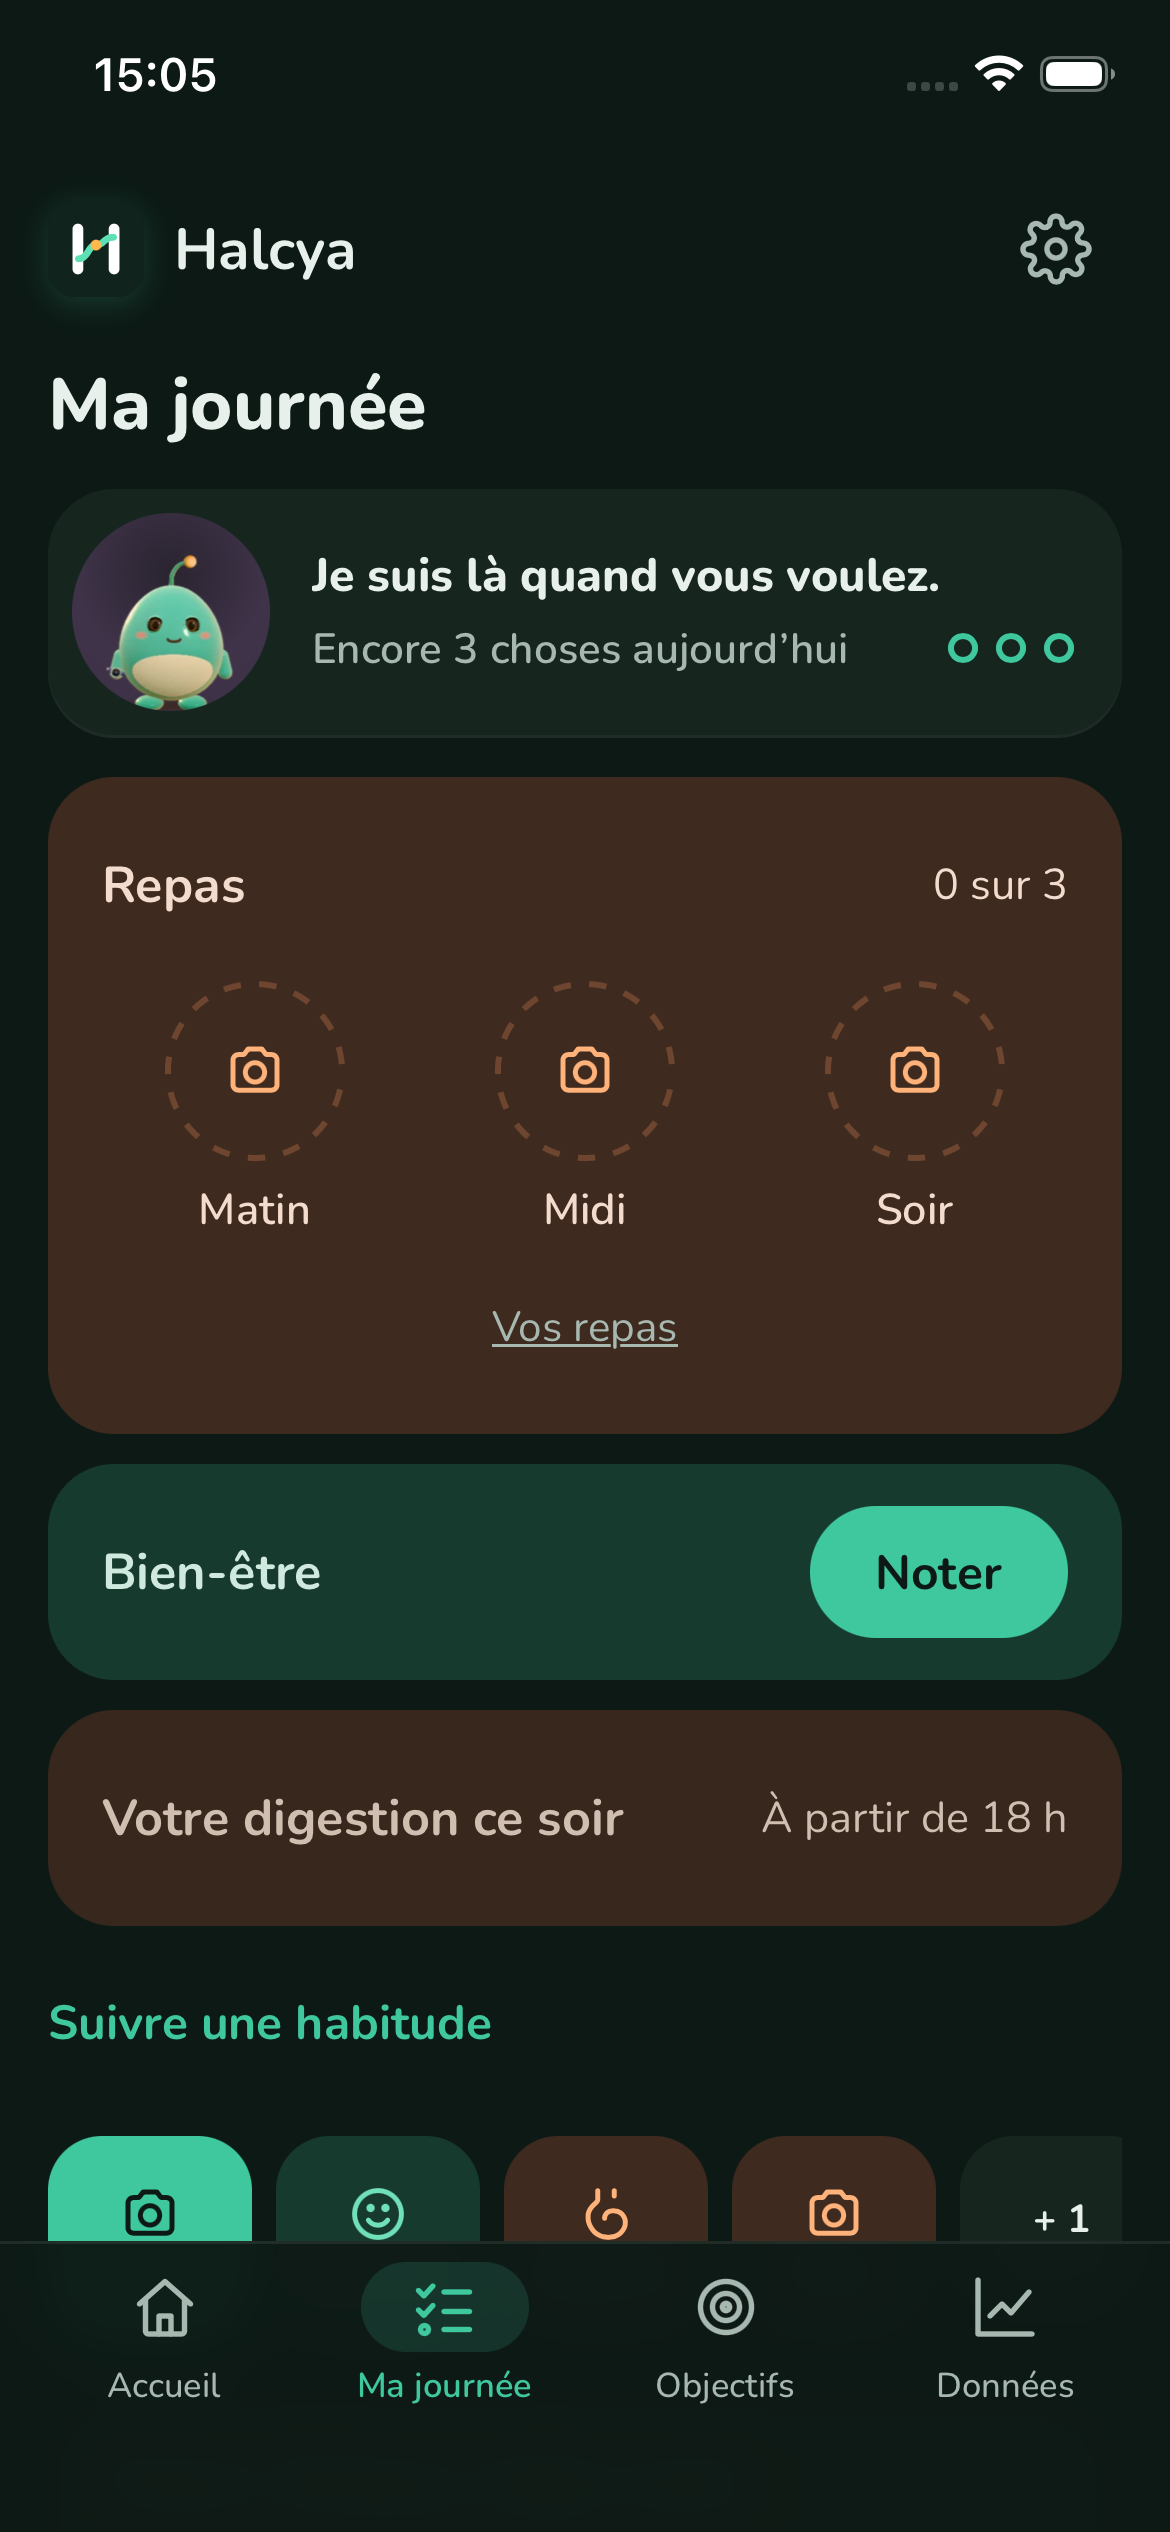 15:05
Halcya
Ma journée
Je suis là quand vous voulez.
Encore 3 choses aujourd’hui
Repas
0 sur 3
Matin
Midi
Soir
Vos repas
Bien-être
Noter
Votre digestion ce soir
À partir de 18 h
Suivre une habitude
+ 1
Accueil
Ma journée
Objectifs
Données